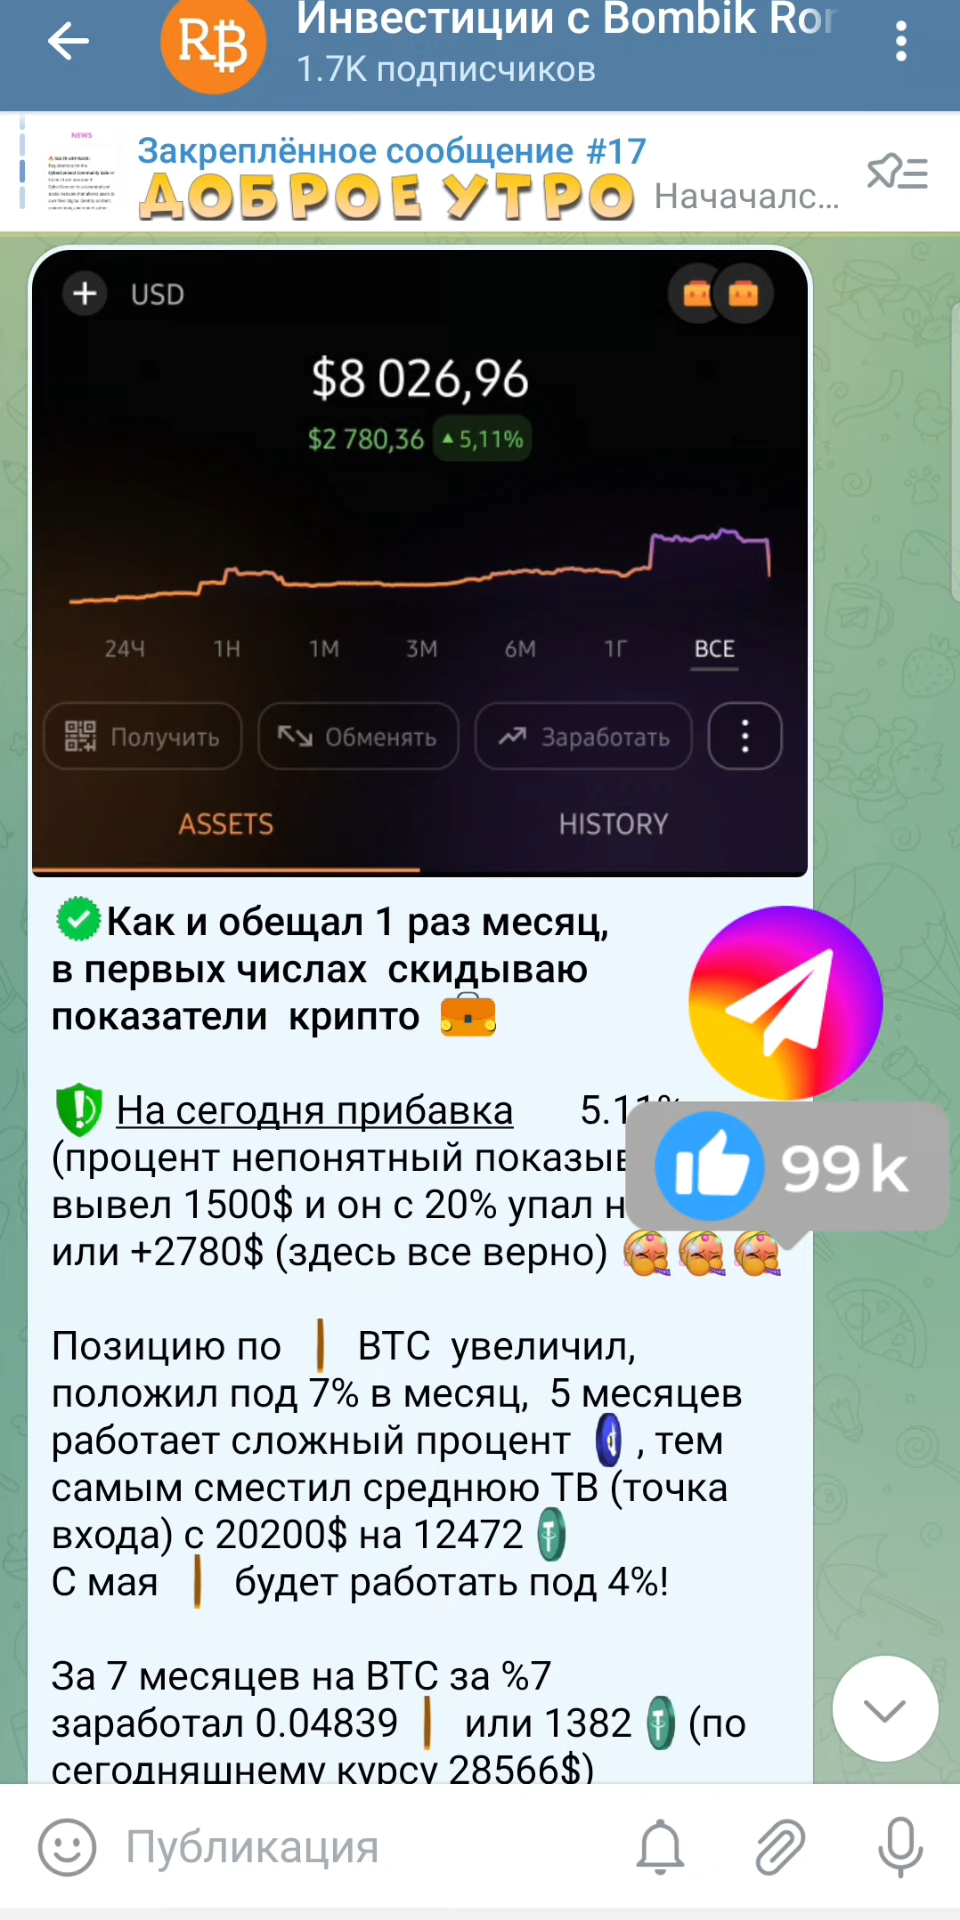 Инвестиции с Bombik Ror
1.7K подписчиков
NEWS
Закреплённое сообщение #17
ДОБРОЕ УТРО Начачалс...
USD
$8 026,96
$2 780,36 ▲ 5,11%
24Ч 1Н 1М 3М 6М 1Г ВСЕ
Получить Обменять Заработать
ASSETS HISTORY
Как и обещал 1 раз месяц,
в первых числах скидываю
показатели крипто
На сегодня прибавка 5.11%
(процент непонятный показыв
вывел 1500$ и он с 20% упал н
или +2780$ (здесь все верно)
99k
Позицию по BTC увеличил,
положил под 7% в месяц, 5 месяцев
работает сложный процент , тем
самым сместил среднюю ТВ (точка
входа) с 20200$ на 12472
С мая будет работать под 4%!
За 7 месяцев на BTC за %7
заработал 0.04839 или 1382 (по
сегодняшнему курсу 28566$)
Публикация